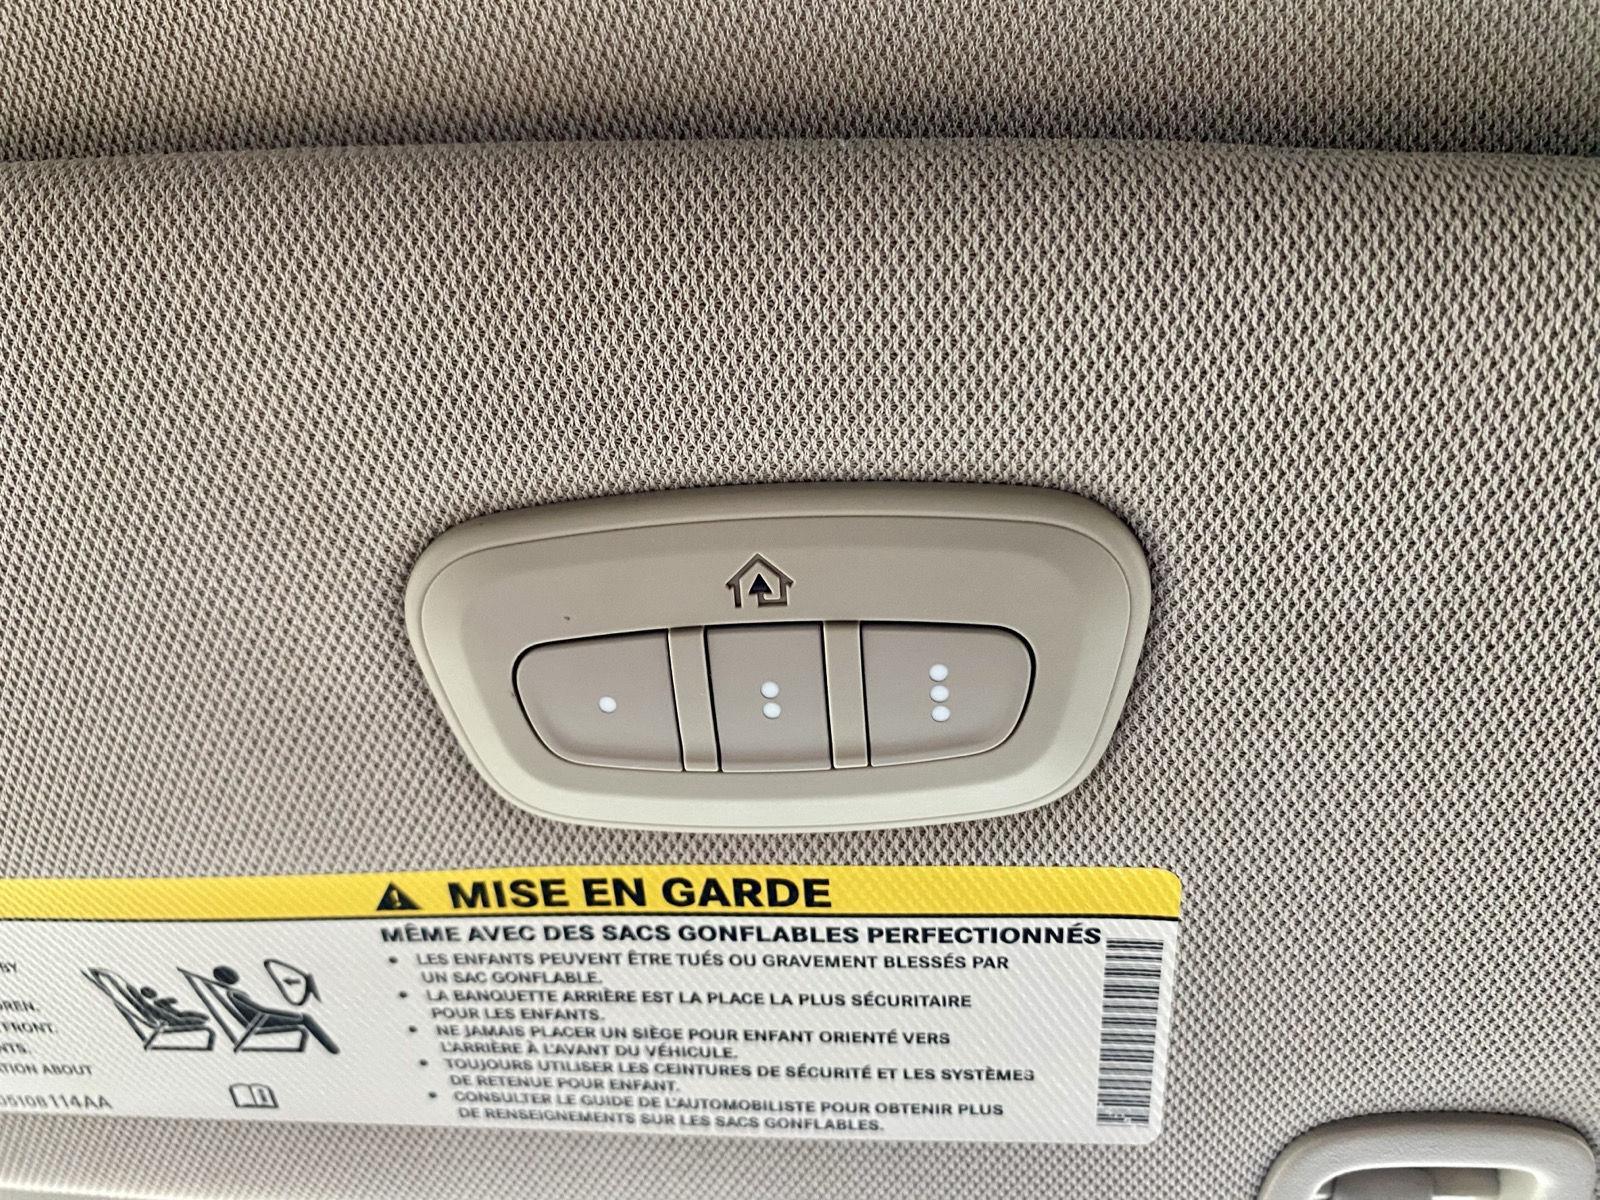 MISE EN GARDE
MÊME AVEC DES SACS GONFLABLES PERFECTIONNÉS
• LES ENFANTS PEUVENT ÊTRE TUÉS OU GRAVEMENT BLESSÉS PAR
UN SAC GONFLABLE.
• LA BANQUETTE ARRIÈRE EST LA PLACE LA PLUS SÉCURITAIRE
POUR LES ENFANTS.
• NE JAMAIS PLACER UN SIÈGE POUR ENFANT ORIENTÉ VERS
L'ARRIÈRE À L'AVANT DU VÉHICULE.
• TOUJOURS UTILISER LES CEINTURES DE SÉCURITÉ ET LES SYSTÈMES
DE RETENUE POUR ENFANT.
• CONSULTER LE GUIDE DE L'AUTOMOBILISTE POUR OBTENIR PLUS
DE RENSEIGNEMENTS SUR LES SACS GONFLABLES.
BY
FRONT.
ABOUT